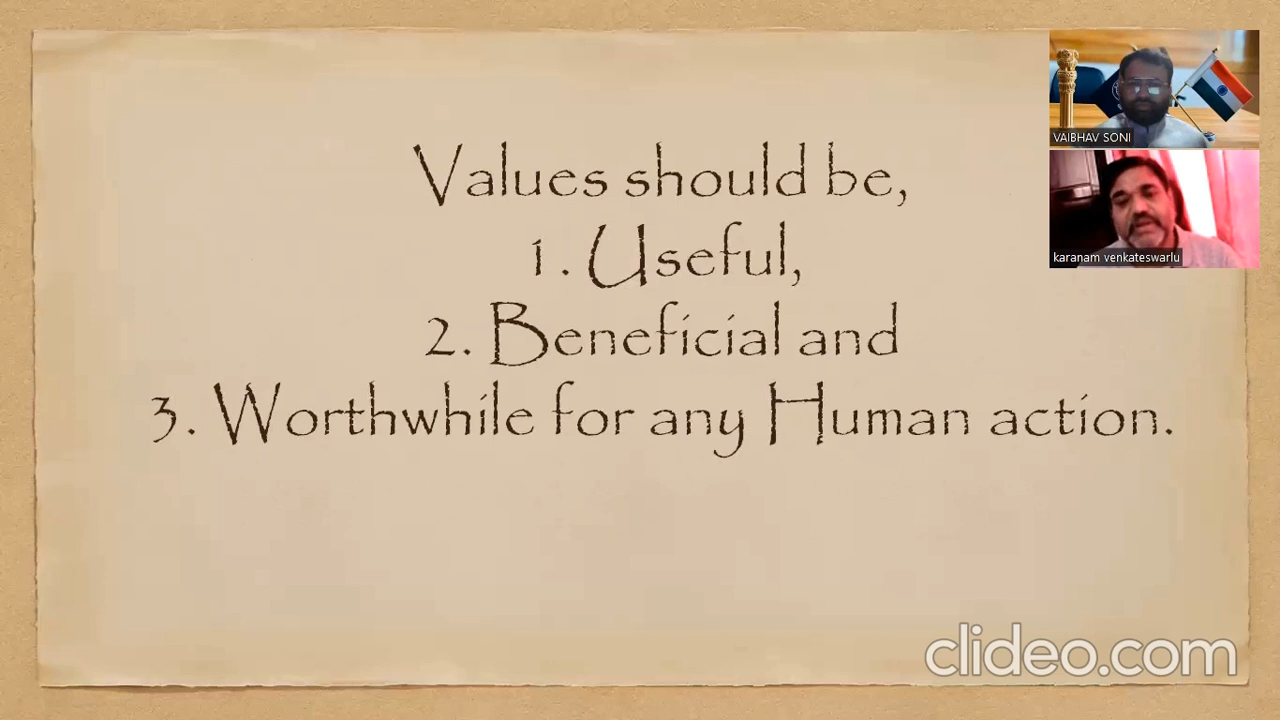 Values should be,
1. Useful,
2. Beneficial and
3. Worthwhile for any Human action.
VAIBHAV SONI
karanam venkateswarlu
clideo.com